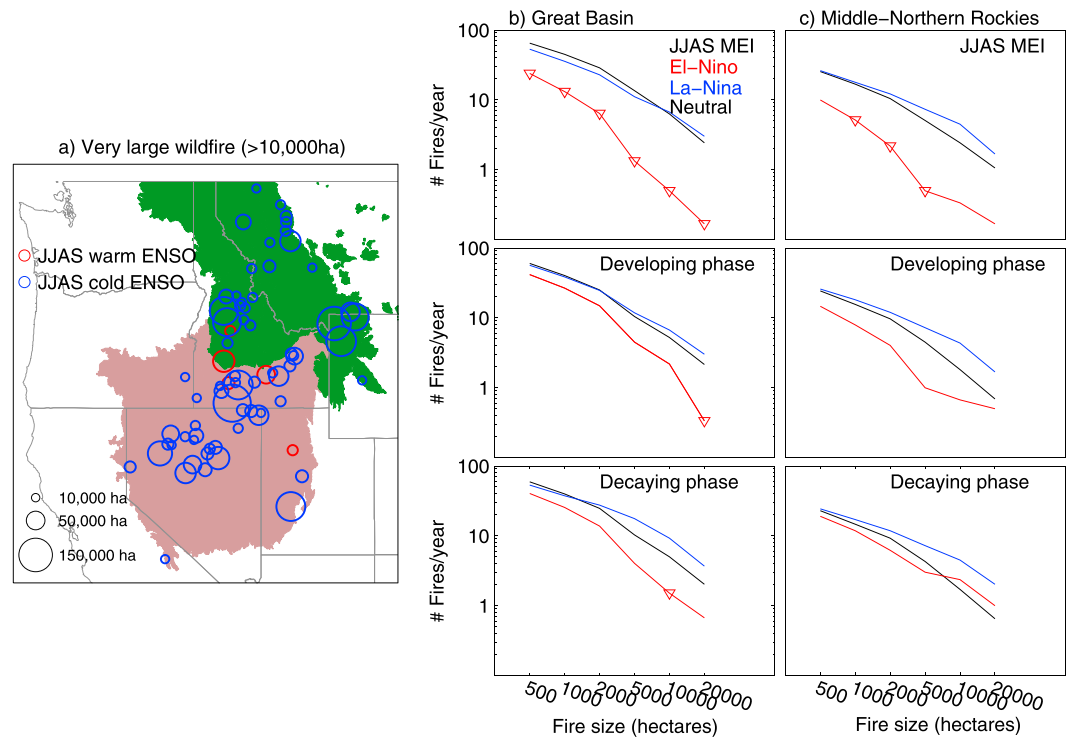 a) Very large wildfire (>10,000ha)
JJAS warm ENSO
JJAS cold ENSO
10,000 ha
50,000 ha
150,000 ha
b) Great Basin
100
10
1
# Fires/year
JJAS MEI
El−Nino
La−Nina
Neutral
c) Middle−Northern Rockies
JJAS MEI
100
10
1
# Fires/year
Developing phase
Developing phase
100
10
1
# Fires/year
Decaying phase
Decaying phase
500
1000
2000
5000
10000
20000
Fire size (hectares)
500
1000
2000
5000
10000
20000
Fire size (hectares)